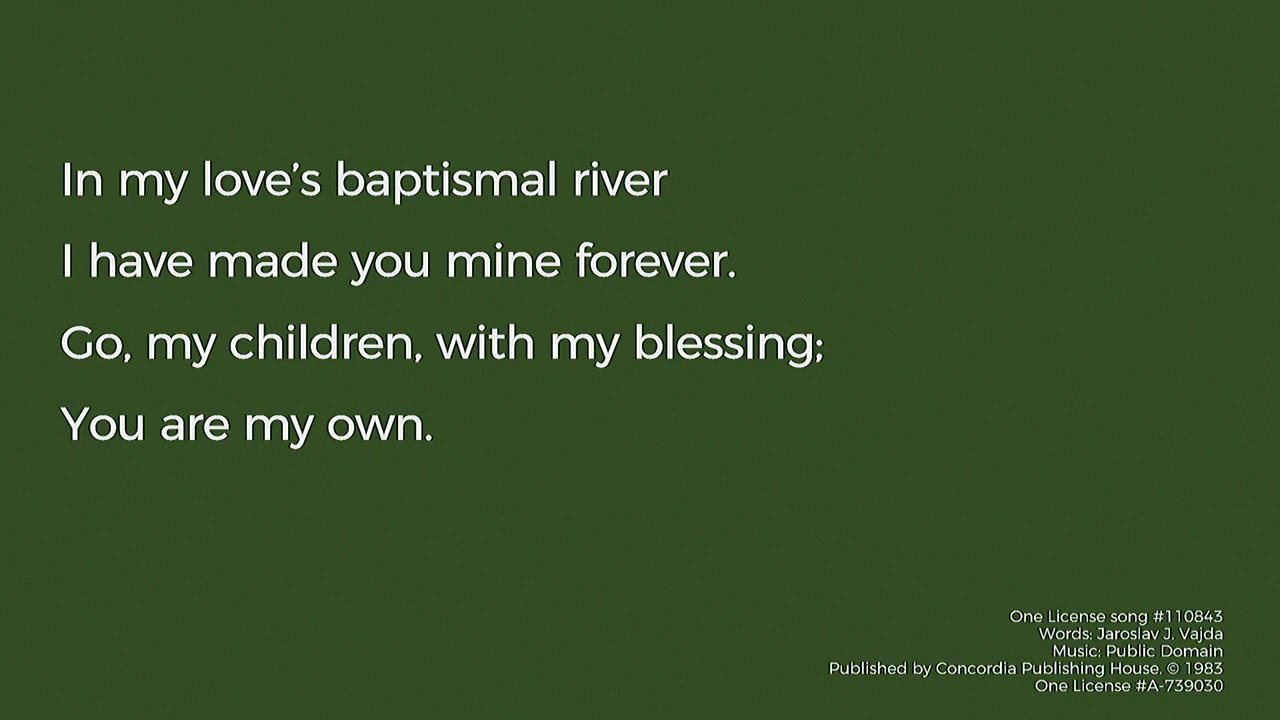 In my love’s baptismal river
I have made you mine forever.
Go, my children, with my blessing;
You are my own.
One License song #110843
Words: Jaroslav J. Vajda
Music: Public Domain
Published by Concordia Publishing House. © 1983
One License #A-739030